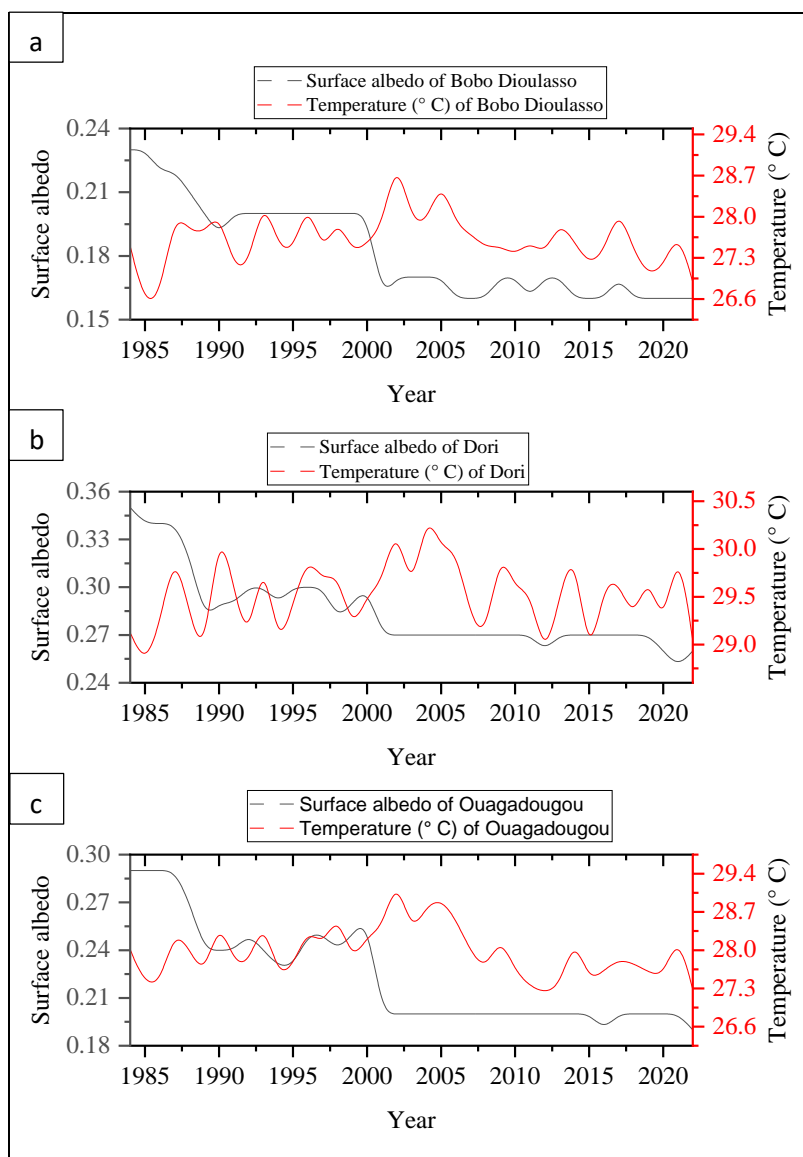 a
Surface albedo of Bobo Dioulasso
Temperature (° C) of Bobo Dioulasso
0.24
0.21
0.18
0.15
Surface albedo
29.4
28.7
28.0
27.3
26.6
Temperature (° C)
1985 1990 1995 2000 2005 2010 2015 2020
Year
b
Surface albedo of Dori
Temperature (° C) of Dori
0.36
0.33
0.30
0.27
0.24
Surface albedo
30.5
30.0
29.5
29.0
Temperature (° C)
1985 1990 1995 2000 2005 2010 2015 2020
Year
c
Surface albedo of Ouagadougou
Temperature (° C) of Ouagadougou
0.30
0.27
0.24
0.21
0.18
Surface albedo
29.4
28.7
28.0
27.3
26.6
Temperature (° C)
1985 1990 1995 2000 2005 2010 2015 2020
Year